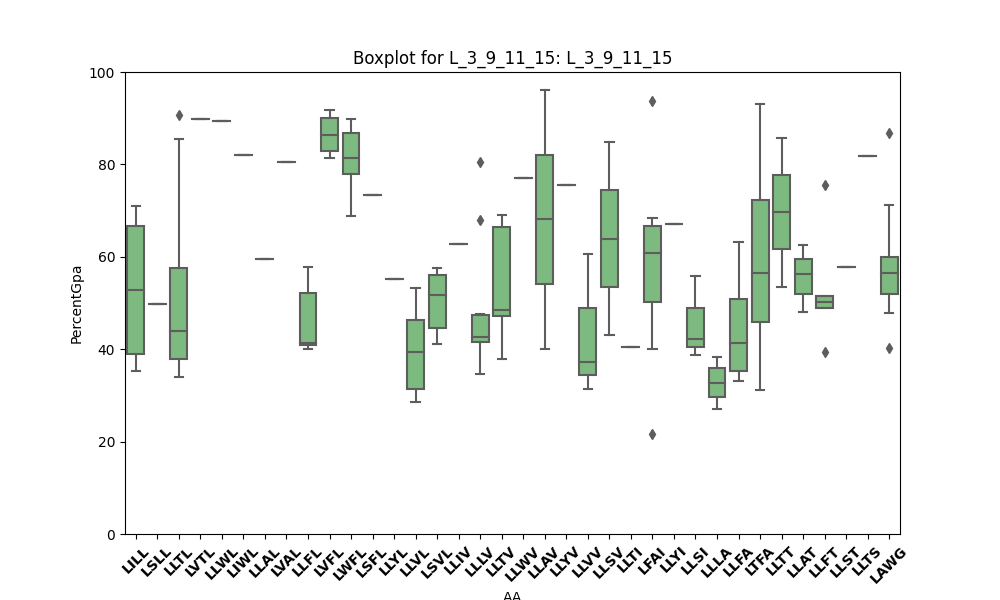 Boxplot for L_3_9_11_15: L_3_9_11_15
100
80
60
40
20
0
PercentGpa
LILL LSLL LLTL LVTL LLWL LIWL LLAL LVAL LLFL LVFL LWFL LSFL LLYL LLVL LSVL LLIV LLLV LLTV LLWV LLAV LLYV LLVV LLSV LLTI LFAI LLYI LLSI LLLA LLFA LTFA LLTT LLAT LLFT LLST LLTS LAWG
AA